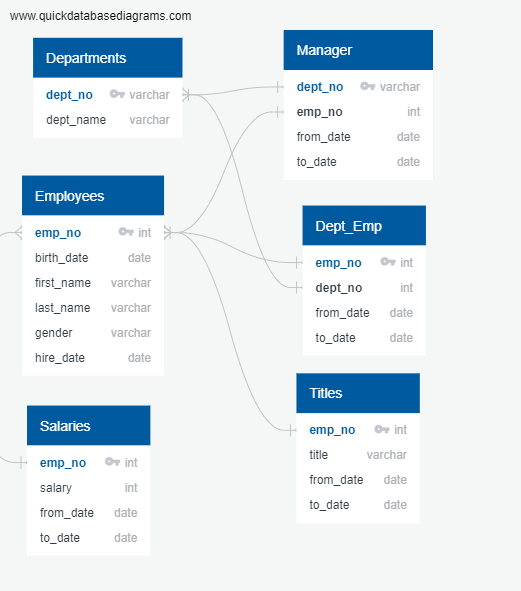 www.quickdatabasediagrams.com
Departments
dept_no varchar
dept_name varchar
Manager
dept_no varchar
emp_no int
from_date date
to_date date
Employees
emp_no int
birth_date date
first_name varchar
last_name varchar
gender varchar
hire_date date
Dept_Emp
emp_no int
dept_no int
from_date date
to_date date
Salaries
emp_no int
salary int
from_date date
to_date date
Titles
emp_no int
title varchar
from_date date
to_date date